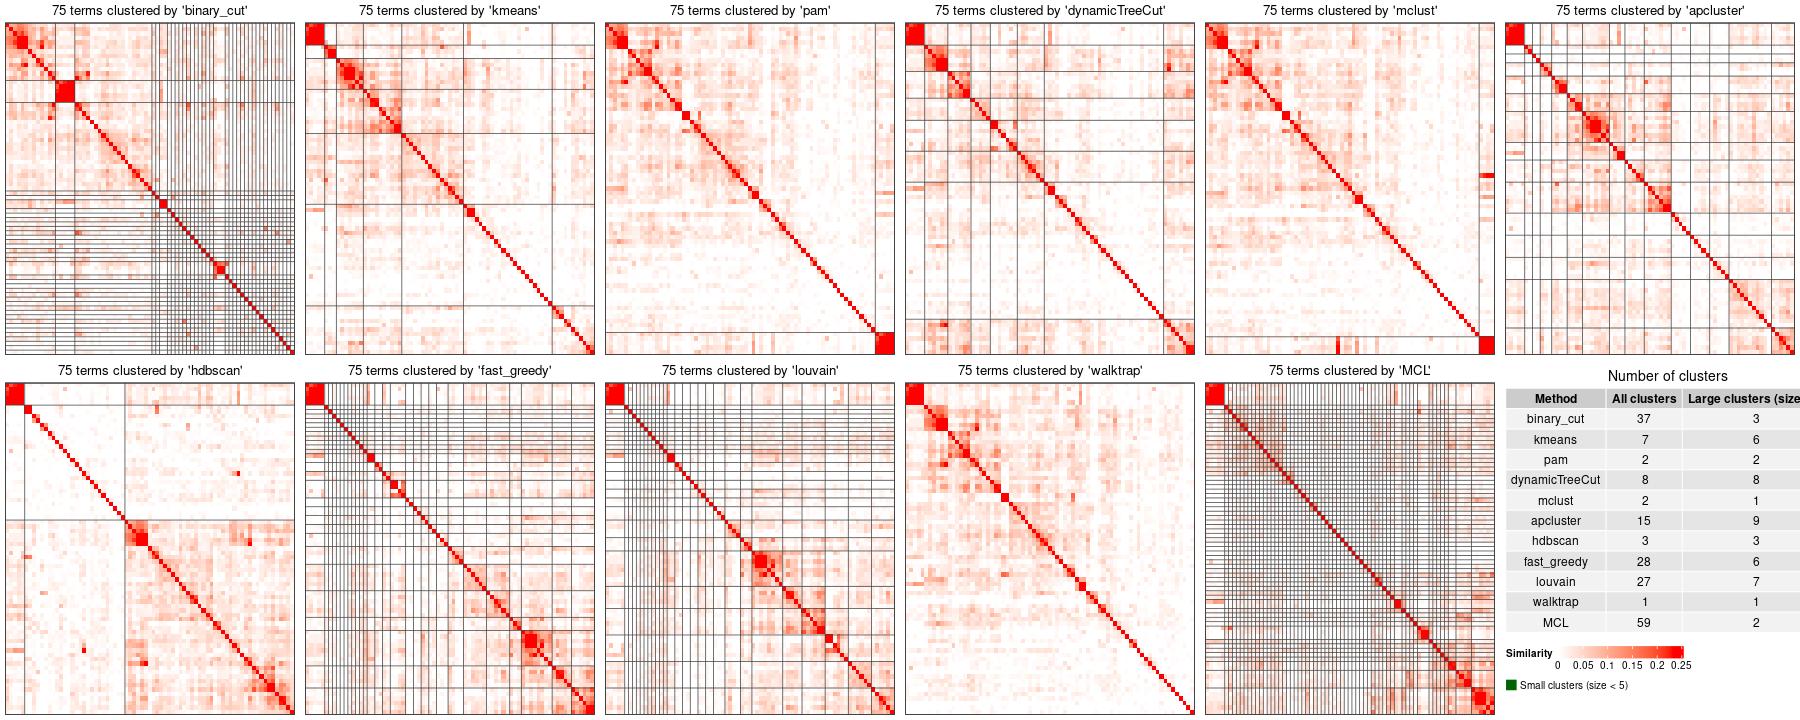 75 terms clustered by 'binary_cut'
75 terms clustered by 'kmeans'
75 terms clustered by 'pam'
75 terms clustered by 'dynamicTreeCut'
75 terms clustered by 'mclust'
75 terms clustered by 'apcluster'
75 terms clustered by 'hdbscan'
75 terms clustered by 'fast_greedy'
75 terms clustered by 'louvain'
75 terms clustered by 'walktrap'
75 terms clustered by 'MCL'
Number of clusters
Method All clusters Large clusters (size
binary_cut 37 3
kmeans 7 6
pam 2 2
dynamicTreeCut 8 8
mclust 2 1
apcluster 15 9
hdbscan 3 3
fast_greedy 28 6
louvain 27 7
walktrap 1 1
MCL 59 2
Similarity
0 0.05 0.1 0.15 0.2 0.25
Small clusters (size < 5)